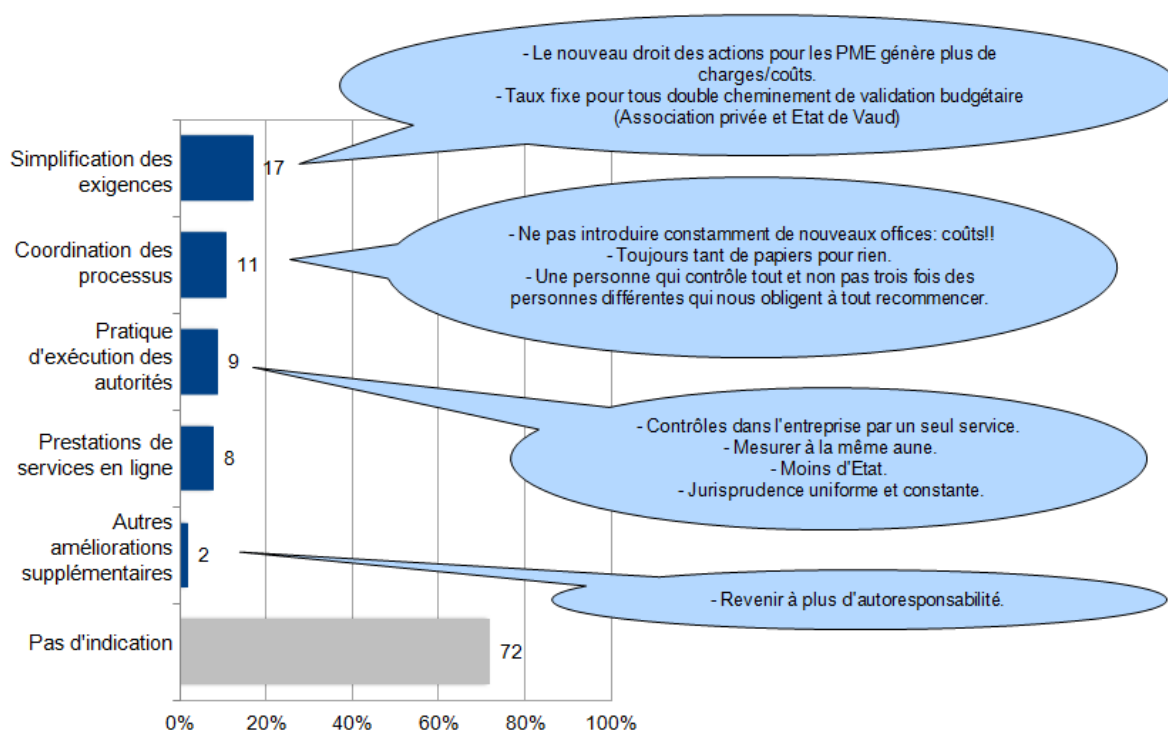 - Le nouveau droit des actions pour les PME génère plus de
charges/coûts.
- Taux fixe pour tous double cheminement de validation budgétaire
(Association privée et Etat de Vaud)
Simplification des
exigences
17
- Ne pas introduire constamment de nouveaux offices: coûts!!
- Toujours tant de papiers pour rien.
- Une personne qui contrôle tout et non pas trois fois des
personnes différentes qui nous obligent à tout recommencer.
Coordination des
processus
11
Pratique
d'exécution des
autorités
9
- Contrôles dans l'entreprise par un seul service.
- Mesurer à la même aune.
- Moins d'Etat.
- Jurisprudence uniforme et constante.
Prestations de
services en ligne
8
Autres
améliorations
supplémentaires
2
- Revenir à plus d'autoresponsabilité.
Pas d'indication
72
0% 20% 40% 60% 80% 100%